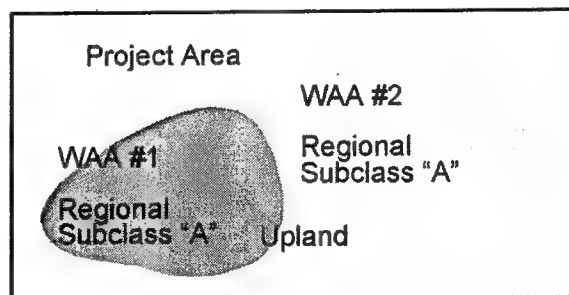 Project Area
WAA #2
WAA #1
Regional
Subclass "A"
Regional
Subclass "A"
Upland